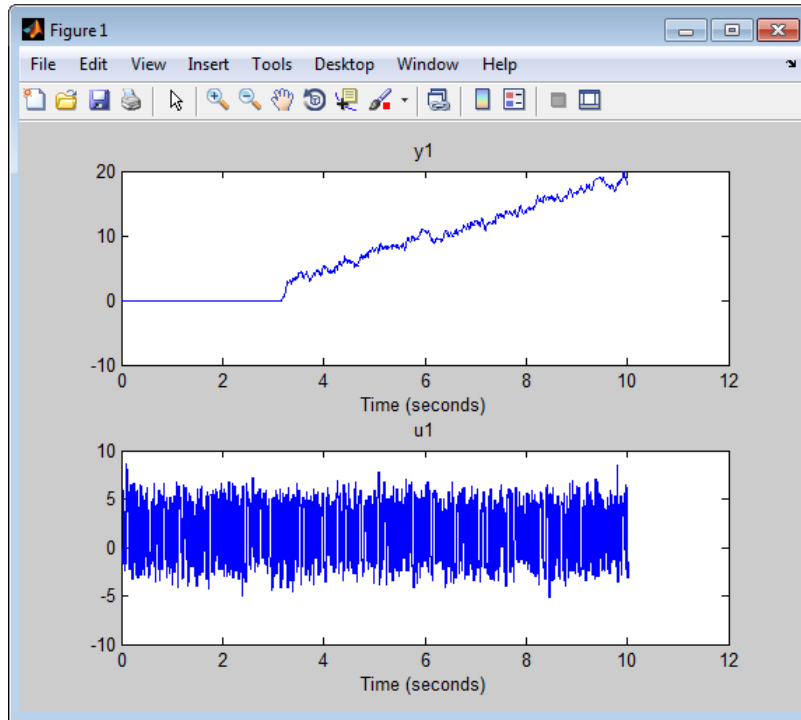 Figure 1
File Edit View Insert Tools Desktop Window Help
y1
20
10
0
-10
0 2 4 6 8 10 12
Time (seconds)
u1
10
5
0
-5
-10
0 2 4 6 8 10 12
Time (seconds)